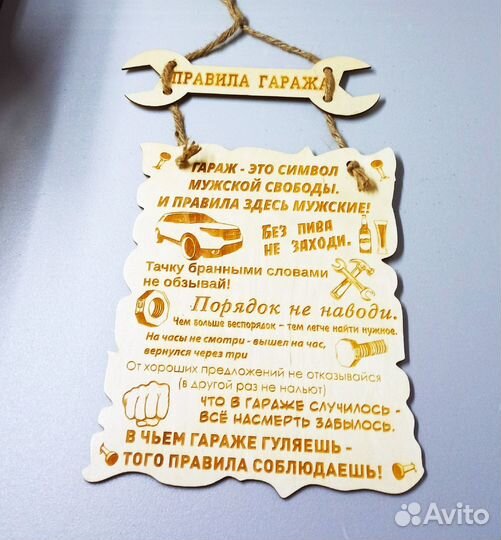 ПРАВИЛА ГАРАЖА
ГАРАЖ - ЭТО СИМВОЛ
МУЖСКОЙ СВОБОДЫ.
И ПРАВИЛА ЗДЕСЬ МУЖСКИЕ!
БЕЗ ПИВА
НЕ ЗАХОДИ.
Тачку бранными словами
не обзывай!
Порядок не наводи.
Чем больше беспорядок - тем легче найти нужное.
На часы не смотри - вышел на час,
вернулся через три
От хороших предложений не отказывайся
(в другой раз не нальют)
ЧТО В ГАРАЖЕ СЛУЧИЛОСЬ -
ВСЁ НАСМЕРТЬ ЗАБЫЛОСЬ.
В ЧЬЕМ ГАРАЖЕ ГУЛЯЕШЬ -
ТОГО ПРАВИЛА СОБЛЮДАЕШЬ!
Avito